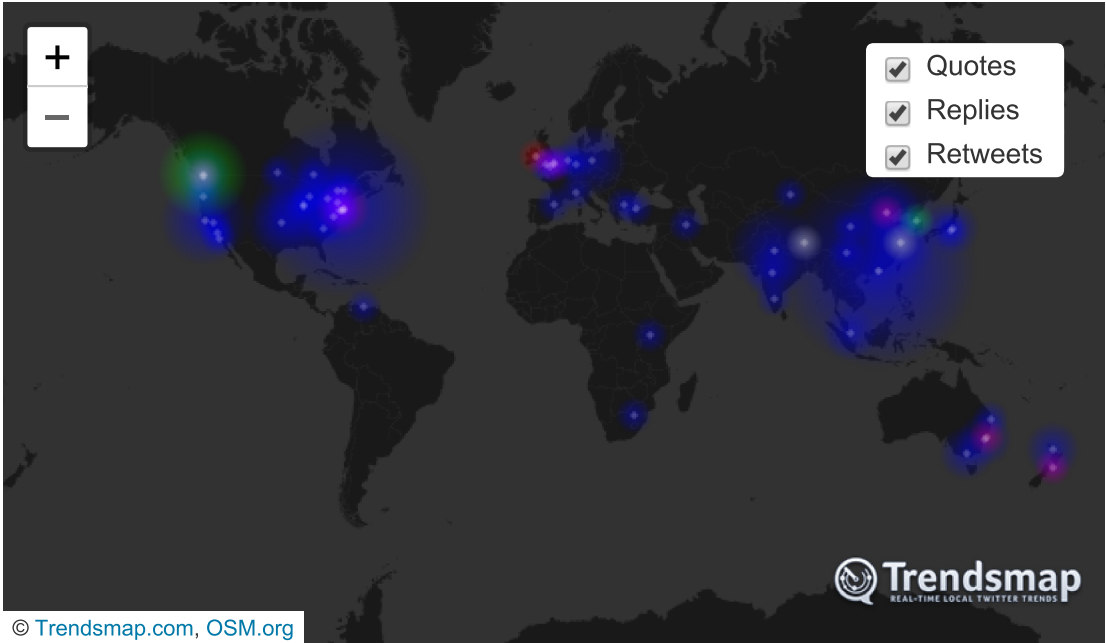 +
−
Quotes
Replies
Retweets
Trendsmap
REAL-TIME LOCAL TWITTER TRENDS
© Trendsmap.com, OSM.org